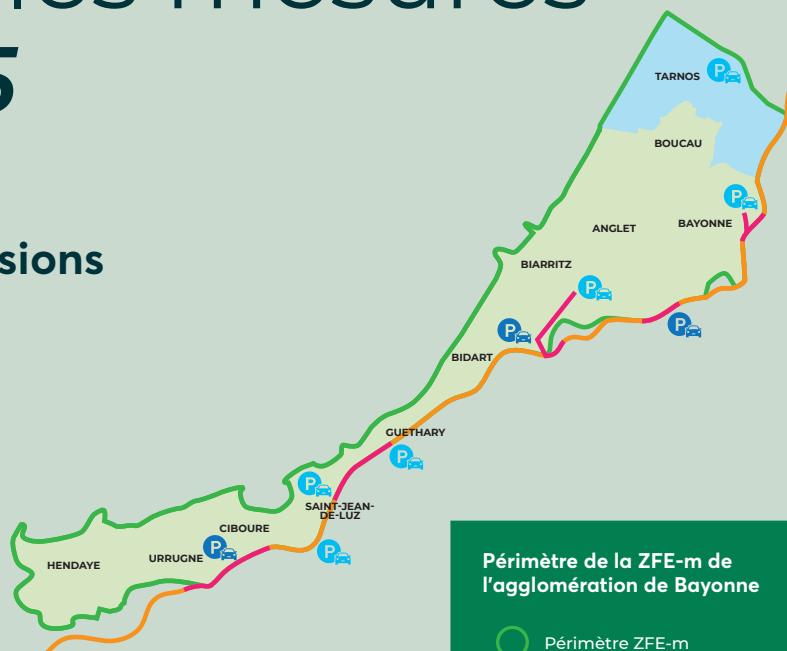 5
sions
TARNOS
P
BOUCAU
P
BAYONNE
ANGLET
BIARRITZ
P
P
P
BIDART
GUETHARY
P
P
SAINT-JEAN-
DE-LUZ
CIBOURE
P
P
URRUGNE
HENDAYE
Périmètre de la ZFE-m de
l'agglomération de Bayonne
Périmètre ZFE-m